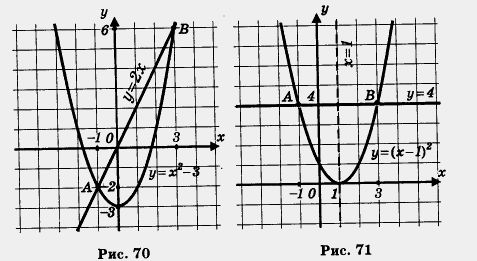 y
6
B
y=2x
-1 0 3 x
A -2
y=x²-3
-3
Рис. 70
y
x=1
A 4 B y=4
y=(x-1)²
-1 0 1 3 x
Рис. 71